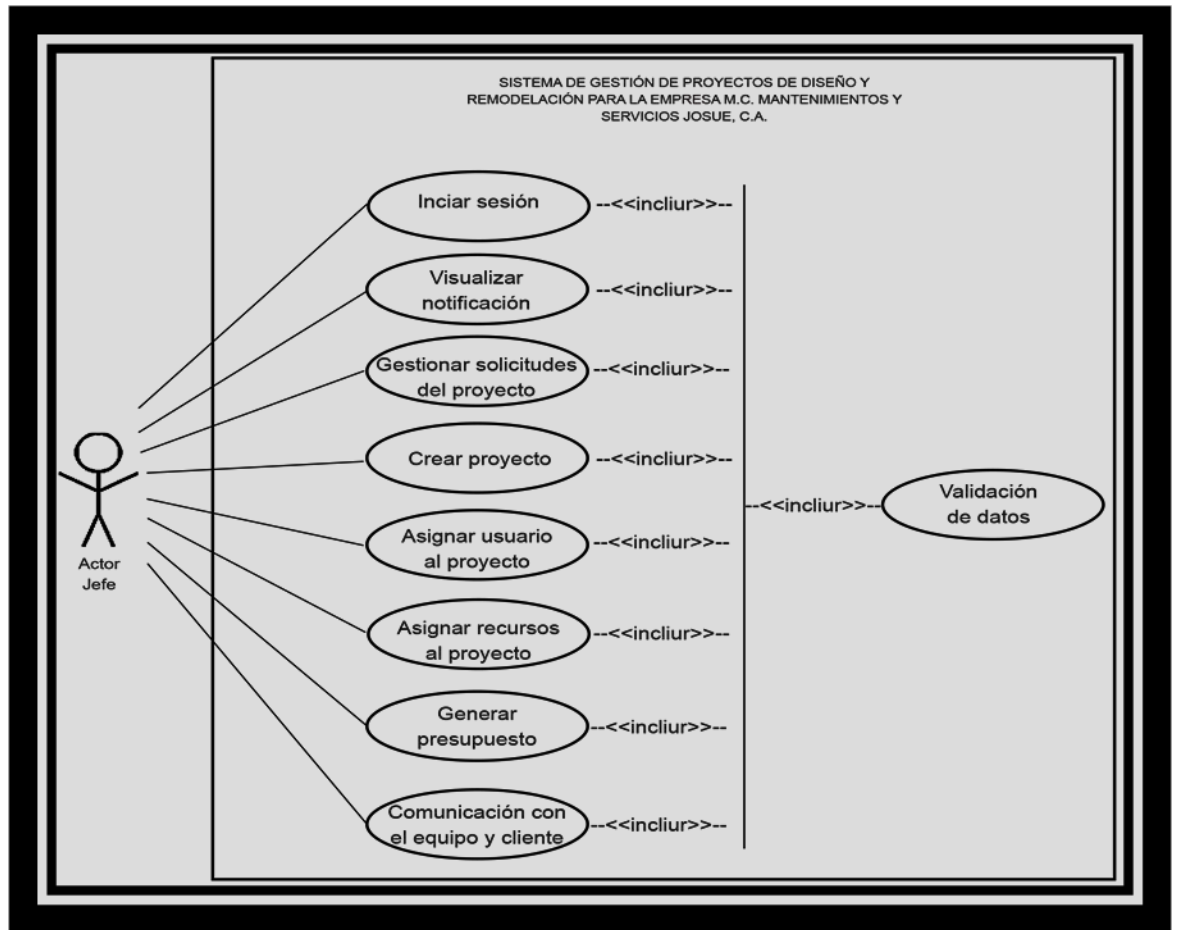 SISTEMA DE GESTIÓN DE PROYECTOS DE DISEÑO Y
REMODELACIÓN PARA LA EMPRESA M.C. MANTENIMIENTOS Y
SERVICIOS JOSUE, C.A.
Inciar sesión
--<<incliur>>--
Visualizar
notificación
--<<incliur>>--
Gestionar solicitudes
del proyecto
--<<incliur>>--
Crear proyecto
--<<incliur>>--
Asignar usuario
al proyecto
--<<incliur>>--
Asignar recursos
al proyecto
--<<incliur>>--
Generar
presupuesto
--<<incliur>>--
Comunicación con
el equipo y cliente
--<<incliur>>--
--<<incliur>>--
Validación
de datos
Actor
Jefe